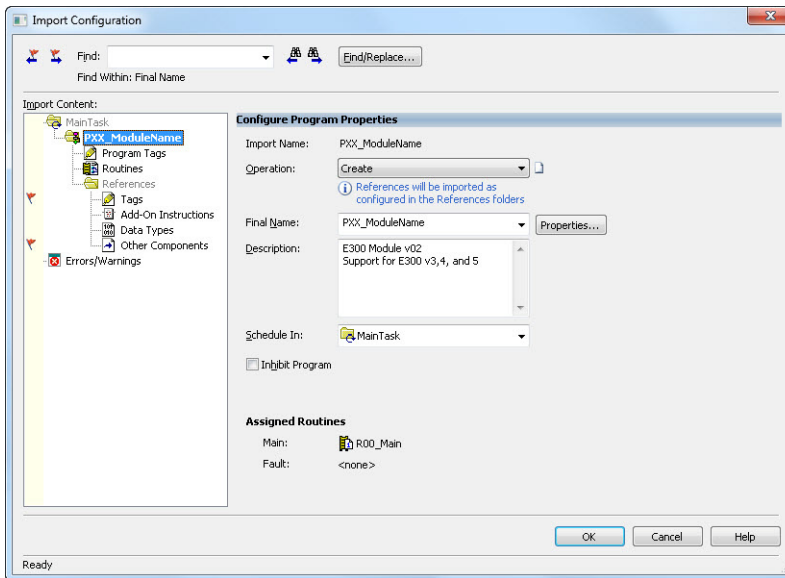 Import Configuration
Find:
Find/Replace...
Find Within: Final Name
Import Content:
MainTask
PXX_ModuleName
Program Tags
Routines
References
Tags
Add-On Instructions
Data Types
Other Components
Errors/Warnings
Configure Program Properties
Import Name: PXX_ModuleName
Operation: Create
References will be imported as
configured in the References folders
Final Name: PXX_ModuleName Properties...
Description: E300 Module v02
Support for E300 v3,4, and 5
Schedule In: MainTask
Inhibit Program
Assigned Routines
Main: R00_Main
Fault: <none>
OK Cancel Help
Ready